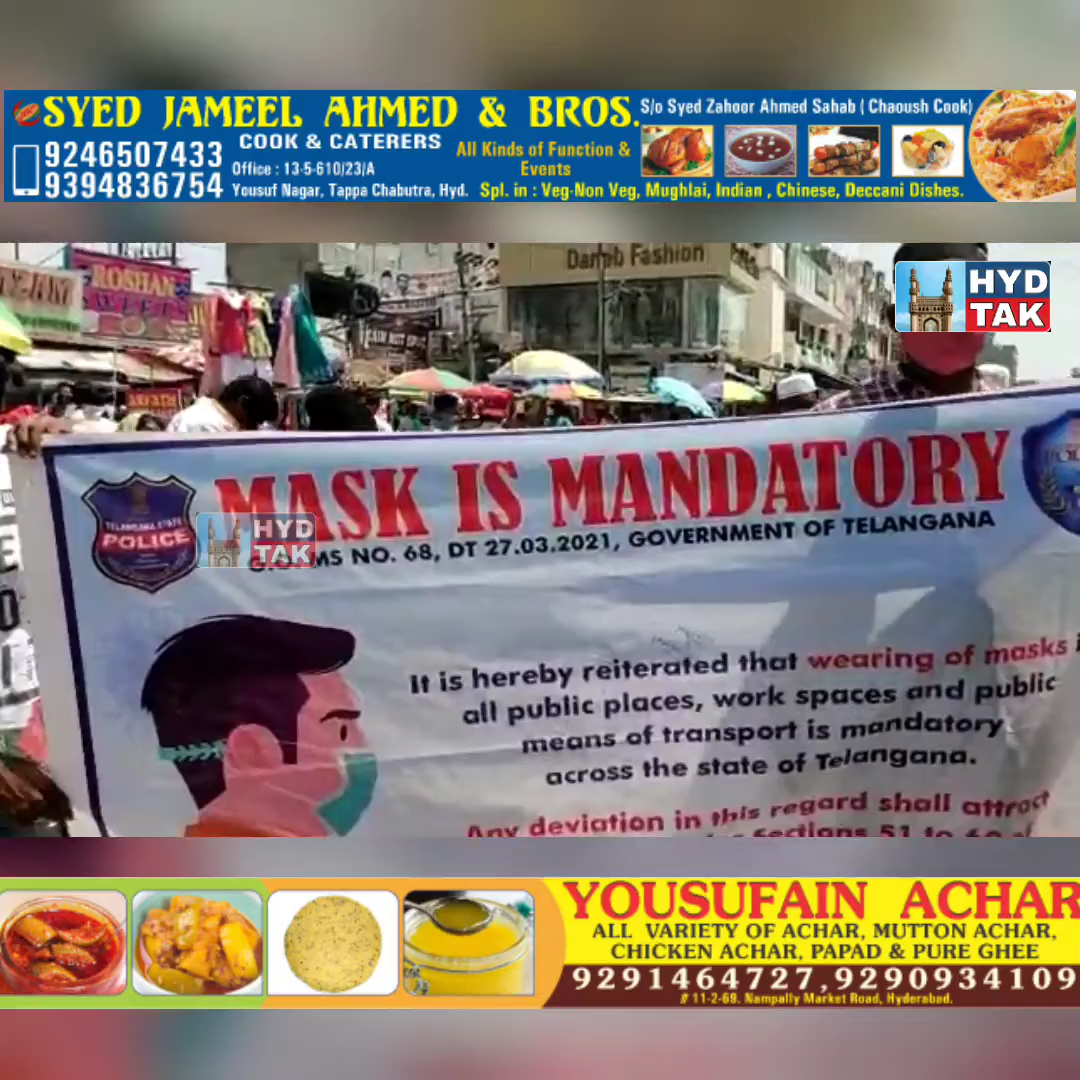 SYED JAMEEL AHMED & BROS.
S/o Syed Zahoor Ahmed Sahab ( Chaoush Cook)
COOK & CATERERS
9246507433
9394836754
Office : 13-5-610/23/A
Yousuf Nagar, Tappa Chabutra, Hyd.
All Kinds of Function &
Events
Spl. in : Veg-Non Veg, Mughlai, Indian , Chinese, Deccani Dishes.
Fashion
ROSHAN
HYD
TAK
MASK IS MANDATORY
TELANGANA STATE
POLICE
HYD
TAK
MS NO. 68, DT 27.03.2021, GOVERNMENT OF TELANGANA
It is hereby reiterated that wearing of masks
all public places, work spaces and public
means of transport is mandatory
across the state of Telangana.
Any deviation in this regard shall attract
sections 51 to
YOUSUFAIN ACHAR
ALL VARIETY OF ACHAR, MUTTON ACHAR,
CHICKEN ACHAR, PAPAD & PURE GHEE
9291464727,9290934109
# 11-2-69. Nampally Market Road, Hyderabad.